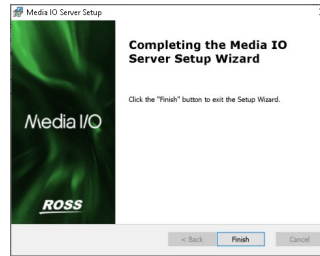 Media IO Server Setup
Completing the Media IO
Server Setup Wizard
Click the "Finish" button to exit the Setup Wizard.
Media I/O
ROSS
< Back
Finish
Cancel